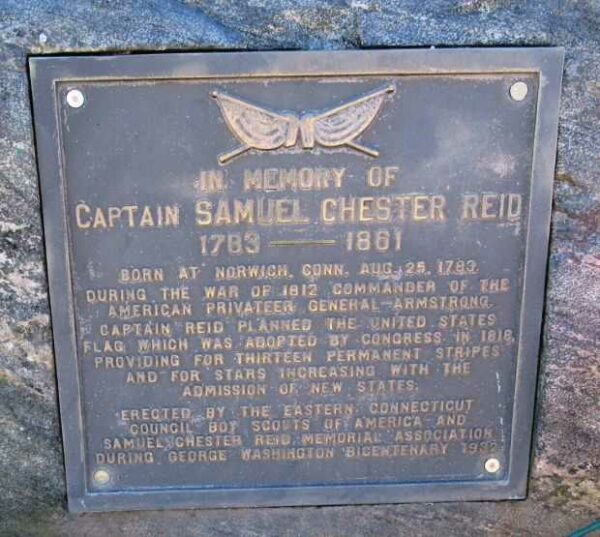 IN MEMORY OF
CAPTAIN SAMUEL CHESTER REID
1783 — 1861
BORN AT NORWICH, CONN. AUG. 25, 1783
DURING THE WAR OF 1812 COMMANDER OF THE
AMERICAN PRIVATEER GENERAL ARMSTRONG
CAPTAIN REID PLANNED THE UNITED STATES
FLAG WHICH WAS ADOPTED BY CONGRESS IN 1818,
PROVIDING FOR THIRTEEN PERMANENT STRIPES
AND FOR STARS INCREASING WITH THE
ADMISSION OF NEW STATES.
ERECTED BY THE EASTERN CONNECTICUT
COUNCIL BOY SCOUTS OF AMERICA AND
SAMUEL CHESTER REID MEMORIAL ASSOCIATION
DURING GEORGE WASHINGTON BICENTENARY